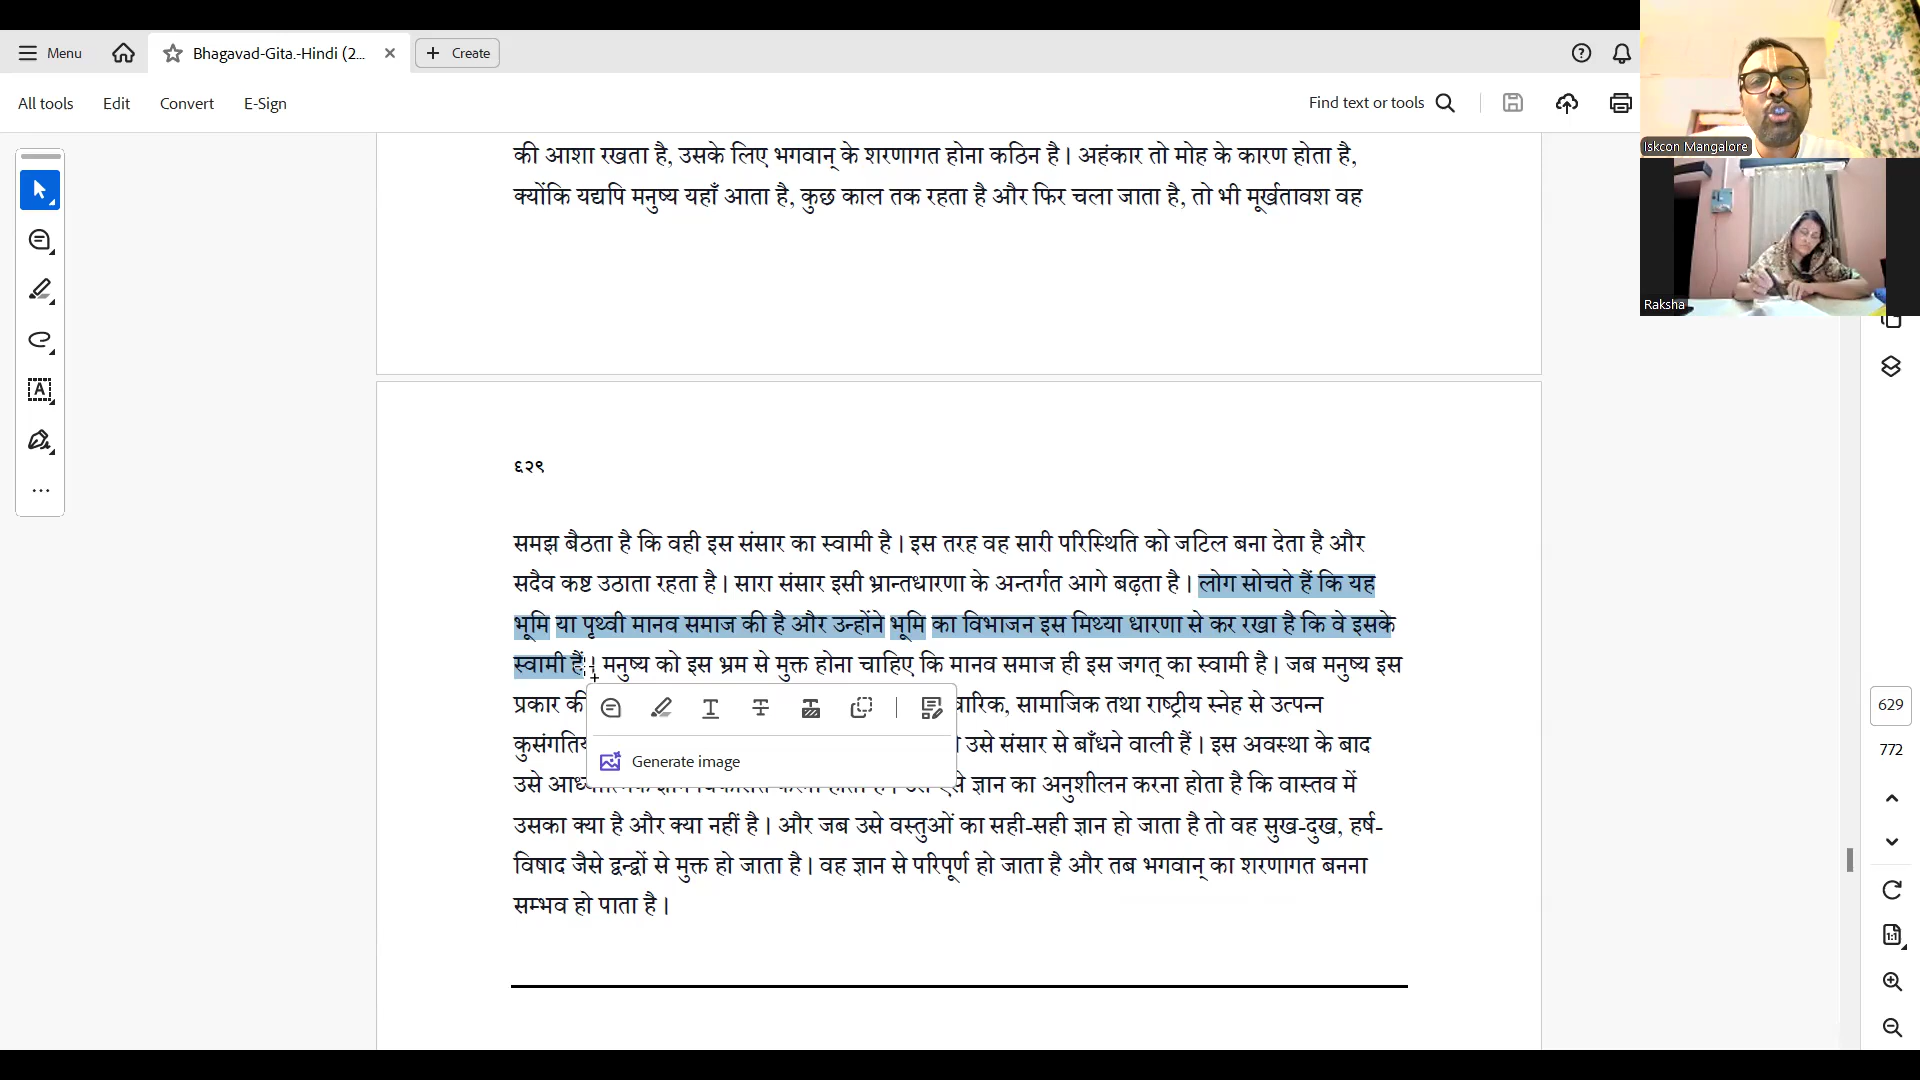 Menu
Bhagavad-Gita.-Hindi (2...
Create
All tools
Edit
Convert
E-Sign
Find text or tools
Iskcon Mangalore
Raksha
की आशा रखता है, उसके लिए भगवान् के शरणागत होना कठिन है। अहंकार तो मोह के कारण होता है,
क्योंकि यद्यपि मनुष्य यहाँ आता है, कुछ काल तक रहता है और फिर चला जाता है, तो भी मूर्खतावश वह
६२९
समझ बैठता है कि वही इस संसार का स्वामी है। इस तरह वह सारी परिस्थिति को जटिल बना देता है और
सदैव कष्ट उठाता रहता है। सारा संसार इसी भ्रान्तधारणा के अन्तर्गत आगे बढ़ता है। लोग सोचते हैं कि यह
भूमि या पृथ्वी मानव समाज की है और उन्होंने भूमि का विभाजन इस मिथ्या धारणा से कर रखा है कि वे इसके
स्वामी हैं। मनुष्य को इस भ्रम से मुक्त होना चाहिए कि मानव समाज ही इस जगत् का स्वामी है। जब मनुष्य इस
प्रकार की वारिक, सामाजिक तथा राष्ट्रीय स्नेह से उत्पन्न
उसे संसार से बाँधने वाली हैं। इस अवस्था के बाद
उसे ज्ञान का अनुशीलन करना होता है कि वास्तव में
उसका क्या है और क्या नहीं है। और जब उसे वस्तुओं का सही-सही ज्ञान हो जाता है तो वह सुख-दुख, हर्ष-
विषाद जैसे द्वन्द्वों से मुक्त हो जाता है। वह ज्ञान से परिपूर्ण हो जाता है और तब भगवान् का शरणागत बनना
सम्भव हो पाता है।
Generate image
629
772